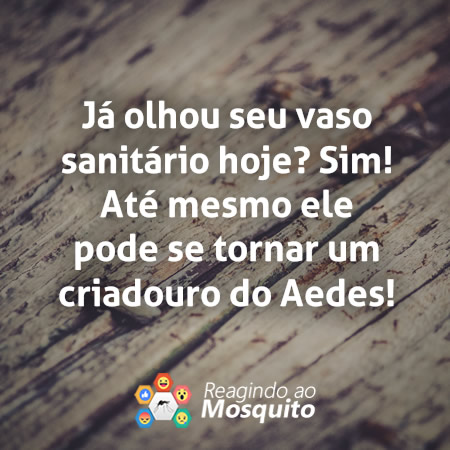 Já olhou seu vaso
sanitário hoje? Sim!
Até mesmo ele
pode se tornar um
criadouro do Aedes!
Reagindo ao
Mosquito